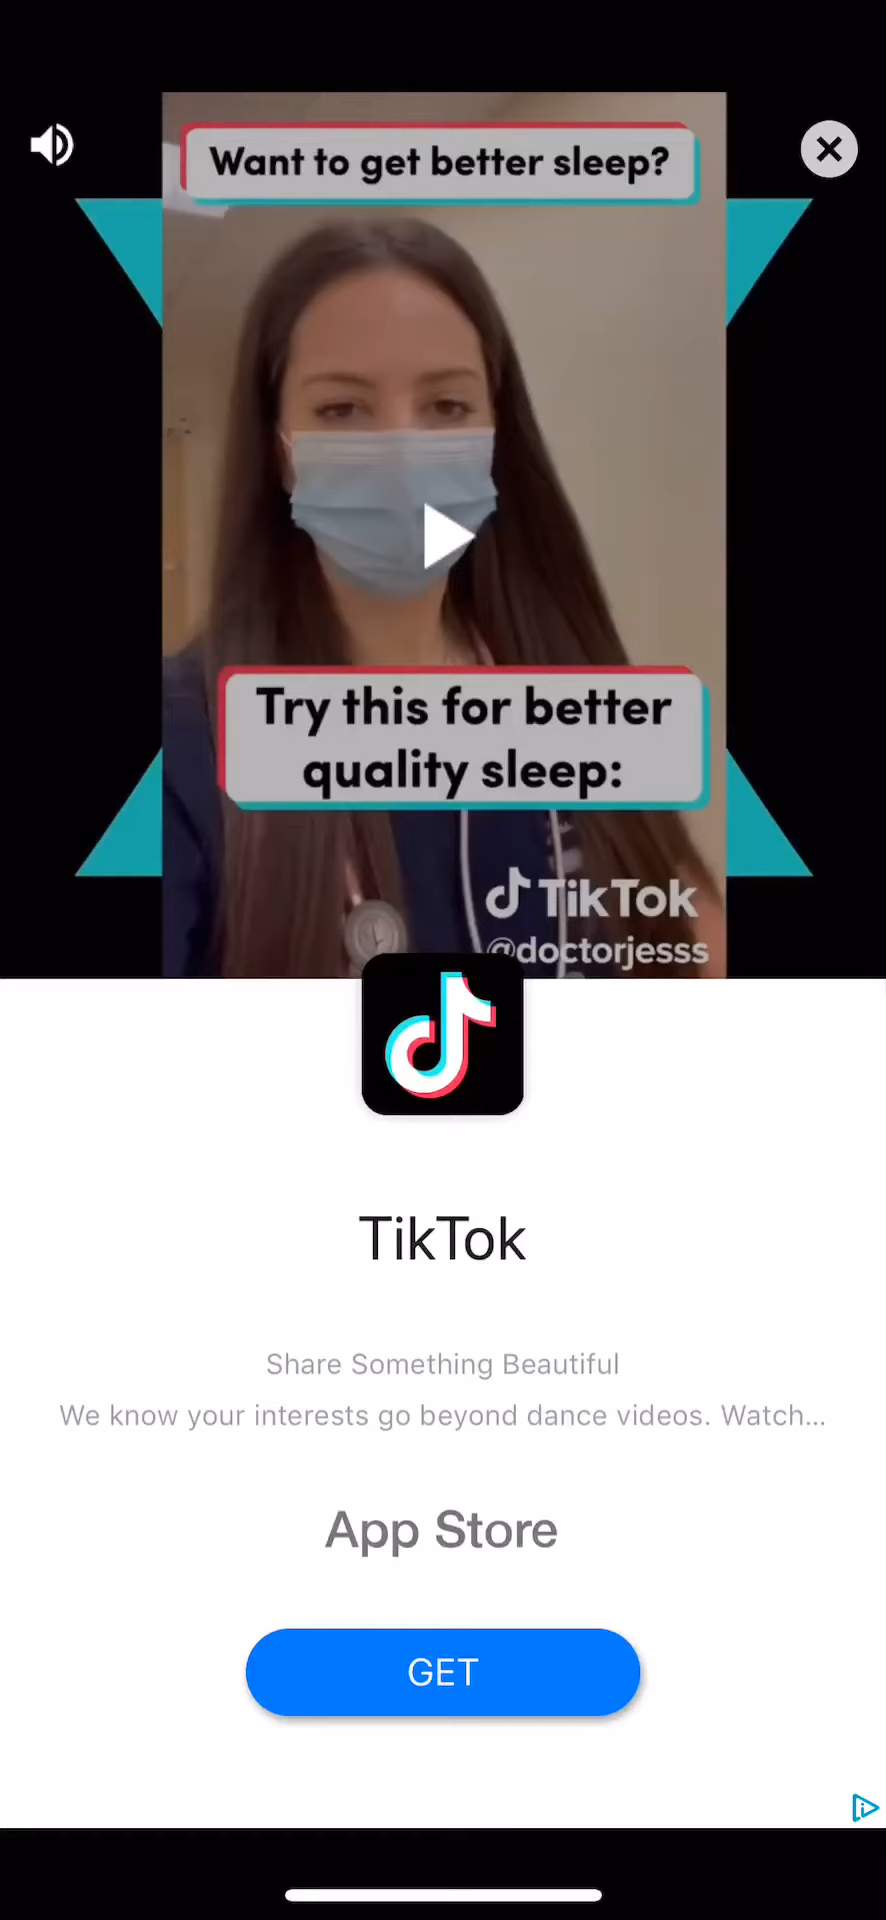 Want to get better sleep?
Try this for better
quality sleep:
TikTok
@doctorjesss
TikTok
Share Something Beautiful
We know your interests go beyond dance videos. Watch...
App Store
GET